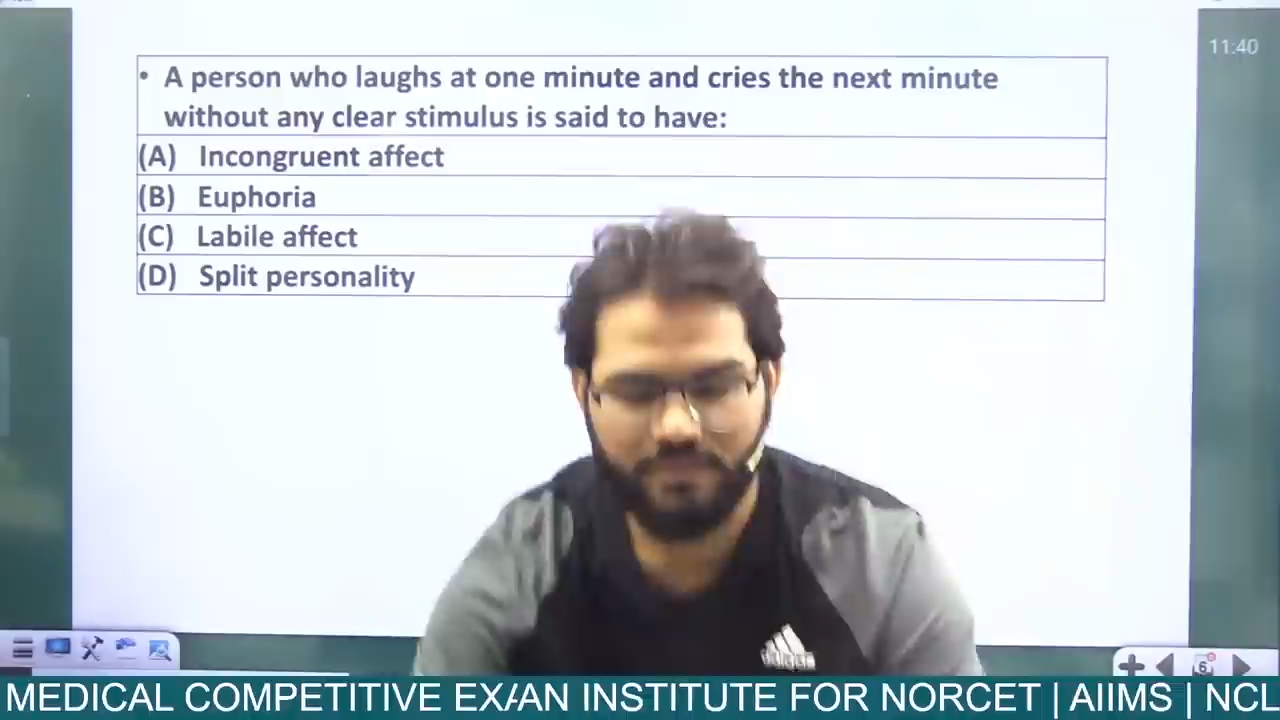 11:40
• A person who laughs at one minute and cries the next minute
without any clear stimulus is said to have:
(A) Incongruent affect
(B) Euphoria
(C) Labile affect
(D) Split personality
6
MEDICAL COMPETITIVE EX/AN INSTITUTE FOR NORCET | AIIMS | NCL